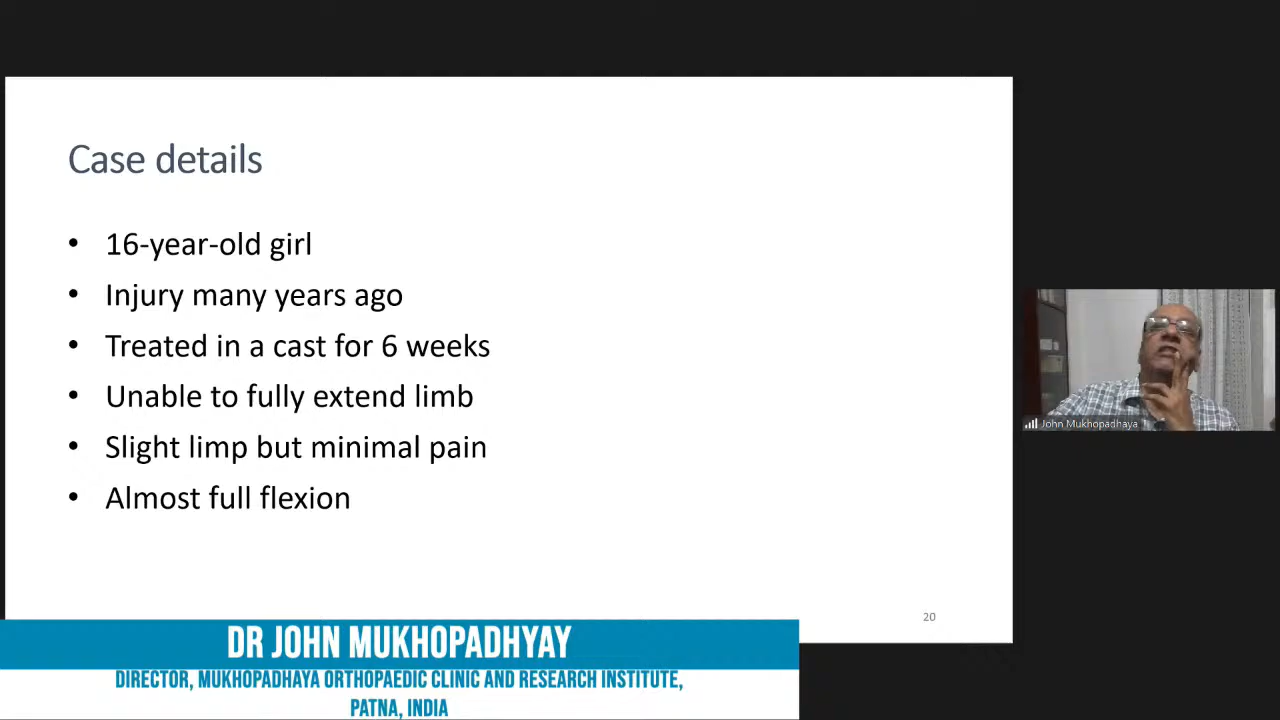 Case details
• 16-year-old girl
• Injury many years ago
• Treated in a cast for 6 weeks
• Unable to fully extend limb
• Slight limp but minimal pain
• Almost full flexion
20
John Mukhopadhaya
DR JOHN MUKHOPADHYAY
DIRECTOR, MUKHOPADHAYA ORTHOPAEDIC CLINIC AND RESEARCH INSTITUTE,
PATNA, INDIA